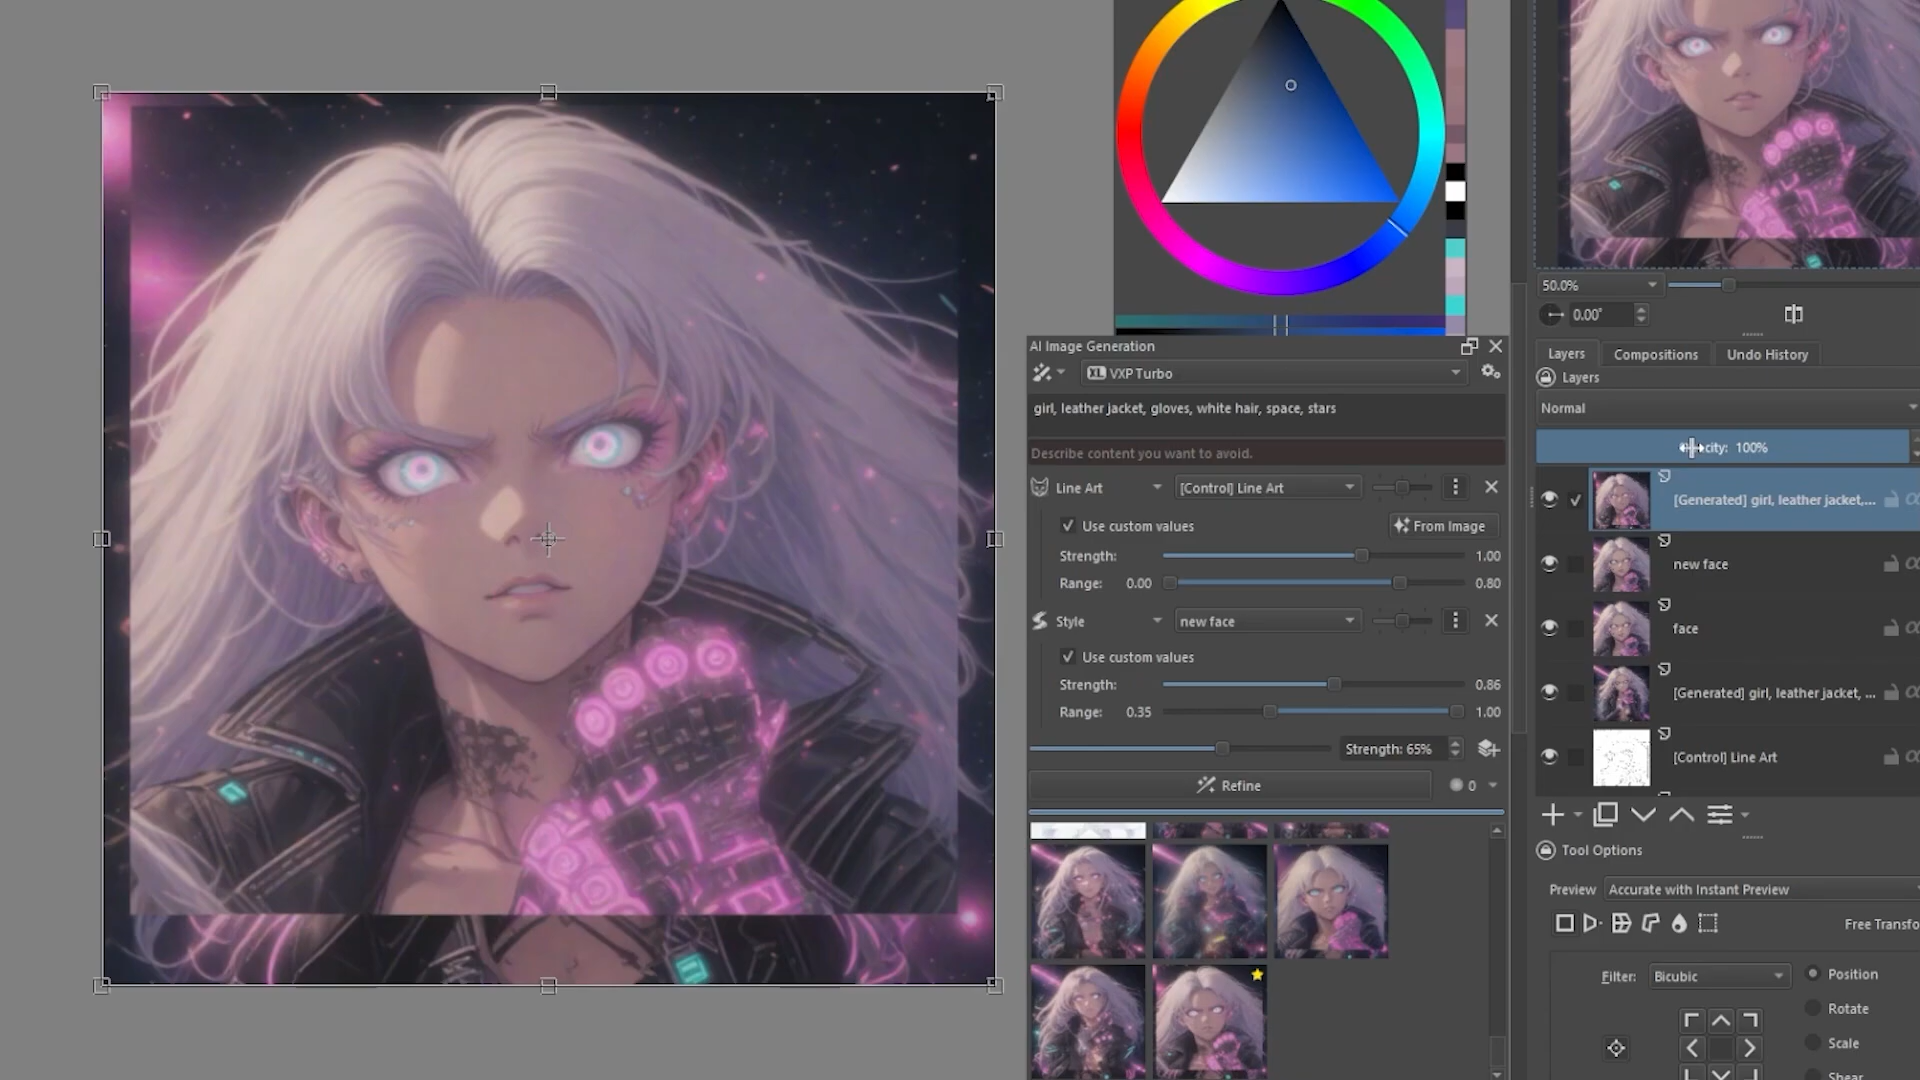 AI Image Generation
XL VXP Turbo
girl, leather jacket, gloves, white hair, space, stars
Describe content you want to avoid.
Line Art
[Control] Line Art
Use custom values
From Image
Strength: 1.00
Range: 0.00 0.80
Style
new face
Use custom values
Strength: 0.86
Range: 0.35 1.00
Strength: 65%
Refine
0
50.0%
0.00°
Layers
Compositions
Undo History
Layers
Normal
city: 100%
[Generated] girl, leather jacket,...
new face
face
[Generated] girl, leather jacket, ...
[Control] Line Art
Tool Options
Preview
Accurate with Instant Preview
Free Transfo
Filter: Bicubic
Position
Rotate
Scale
Shear